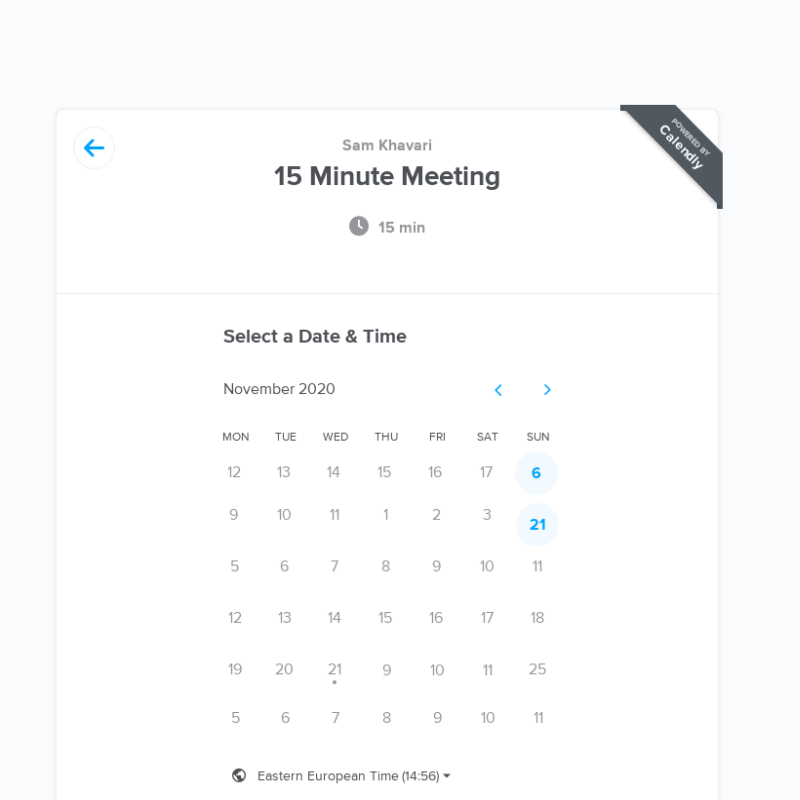 POWERED BY
Calendly
Sam Khavari
15 Minute Meeting
15 min
Select a Date & Time
November 2020
MON TUE WED THU FRI SAT SUN
12 13 14 15 16 17 6
9 10 11 1 2 3 21
5 6 7 8 9 10 11
12 13 14 15 16 17 18
19 20 21 9 10 11 25
5 6 7 8 9 10 11
Eastern European Time (14:56)